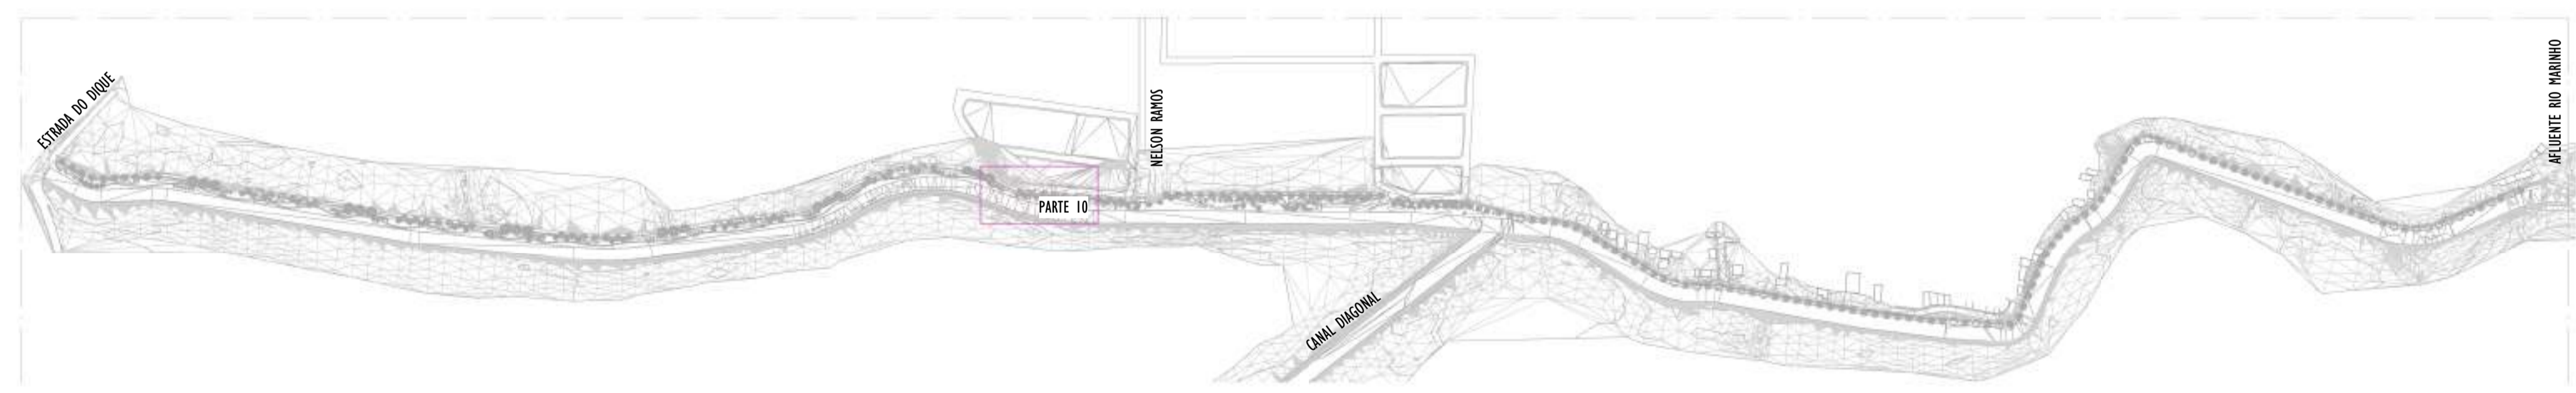 ESTRADA DO DIQUE
PARTE 10
NELSON RAMOS
CANAL DIAGONAL
AFLUENTE RIO MARINHO